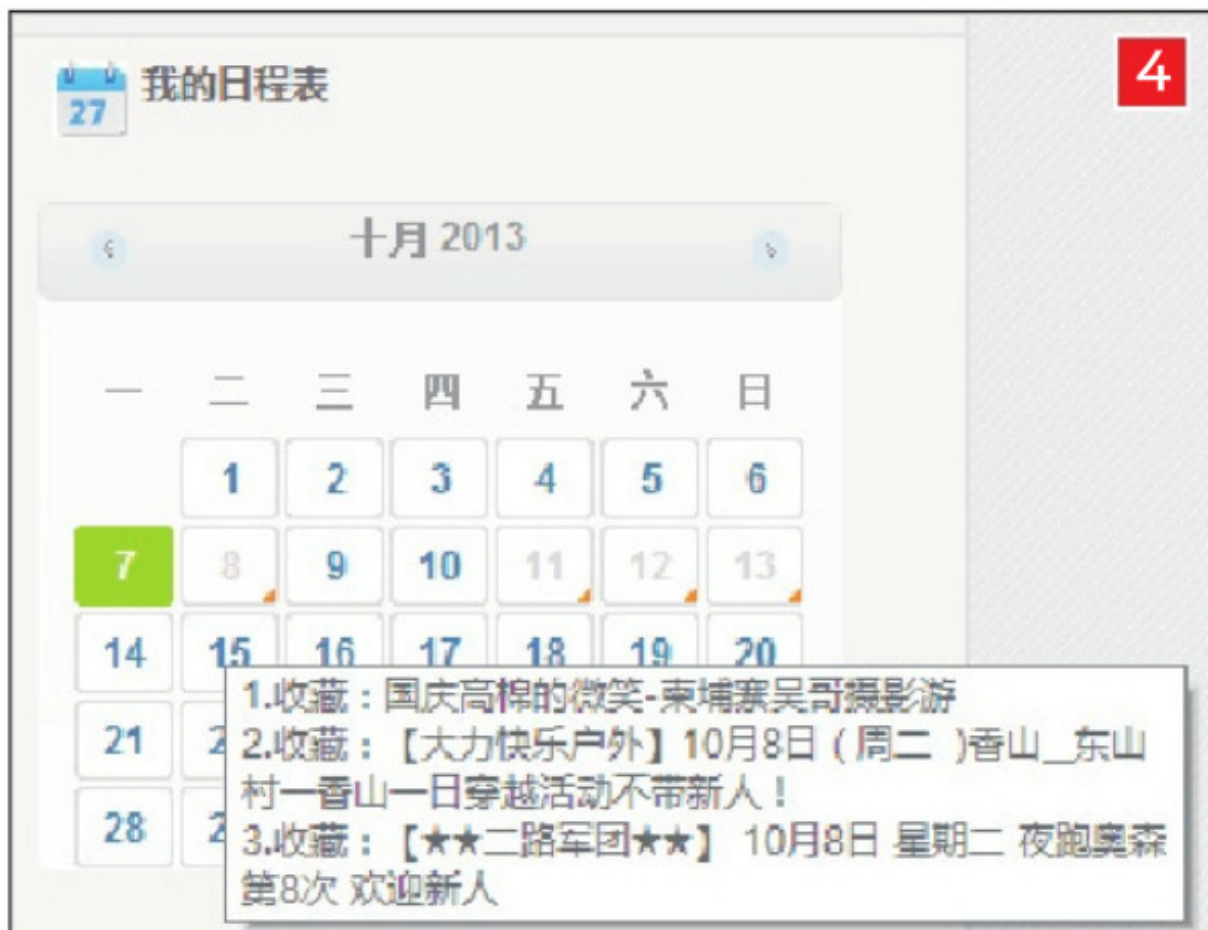 4
27
我的日程表
十月 2013
一 二 三 四 五 六 日
1 2 3 4 5 6
7 8 9 10 11 12 13
14 15 16 17 18 19 20
21 2
28 2
1.收藏：国庆高棉的微笑-柬埔寨吴哥摄影游
2.收藏：【大力快乐户外】10月8日 ( 周二 )香山__东山
村—香山一日穿越活动不带新人！
3.收藏：【★★二路军团★★】 10月8日 星期二 夜跑奥森
第8次 欢迎新人